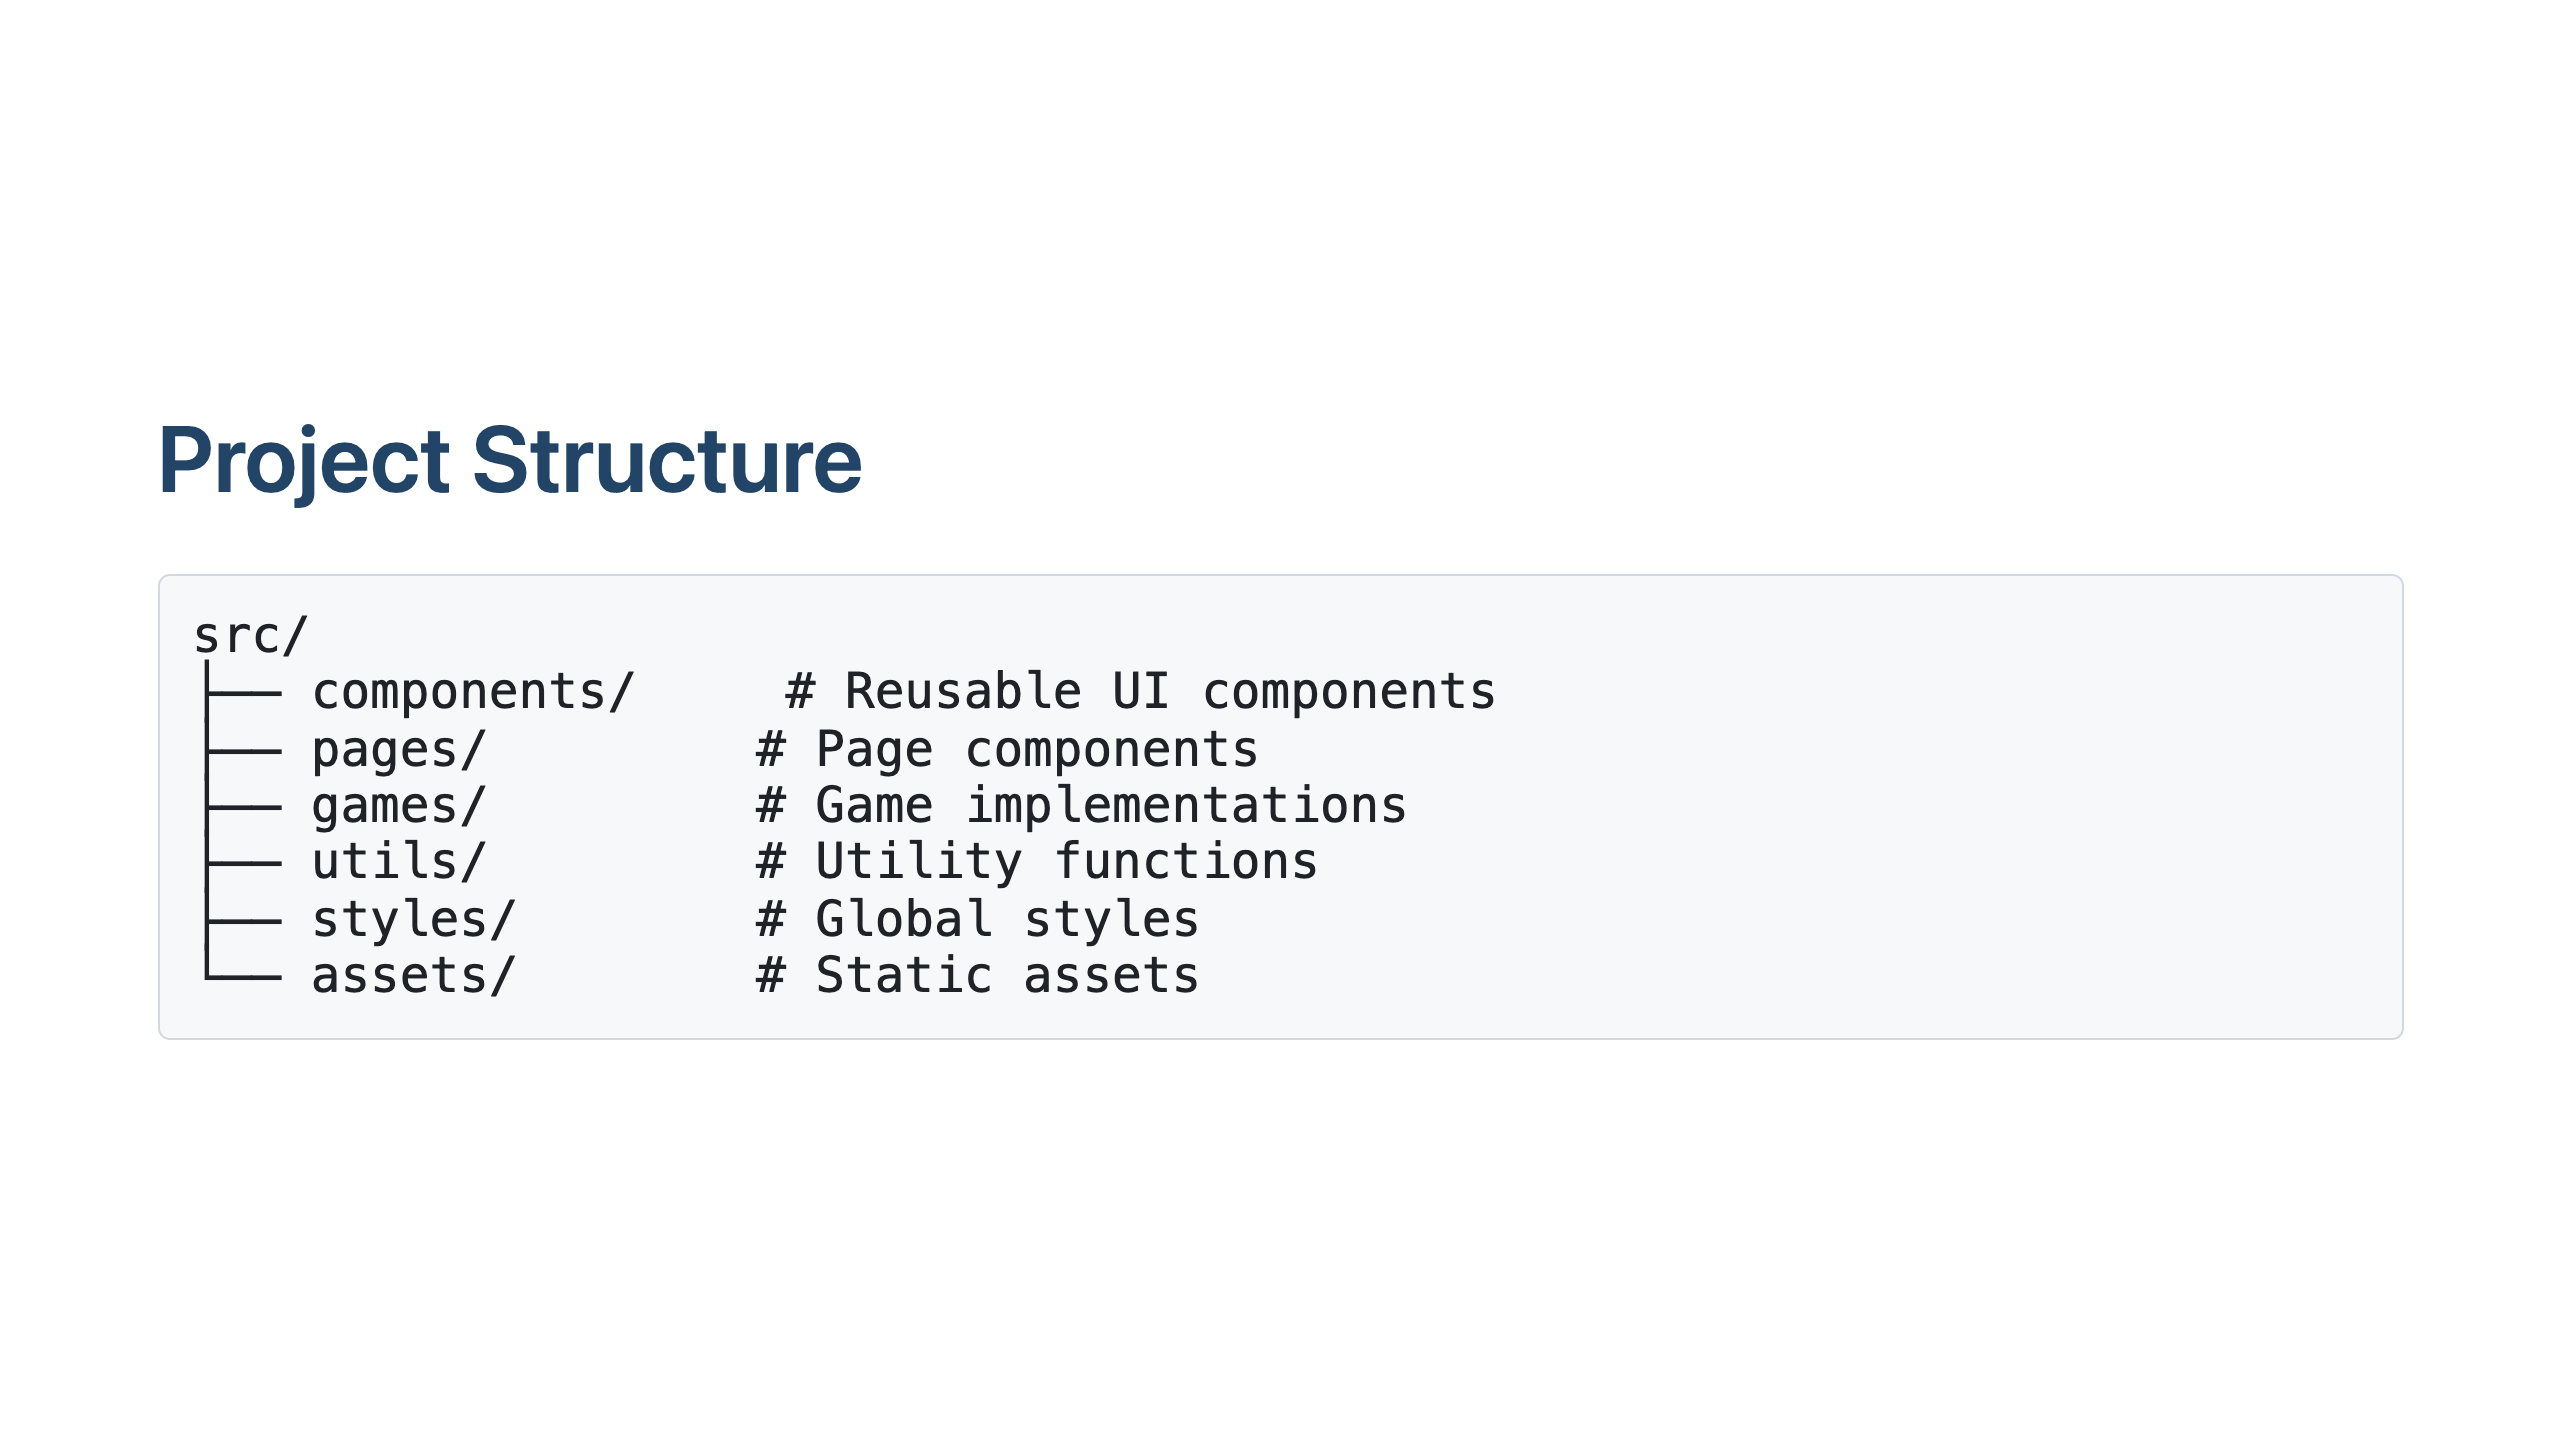 Project Structure
src/
├── components/     # Reusable UI components
├── pages/         # Page components
├── games/         # Game implementations
├── utils/         # Utility functions
├── styles/        # Global styles
└── assets/        # Static assets